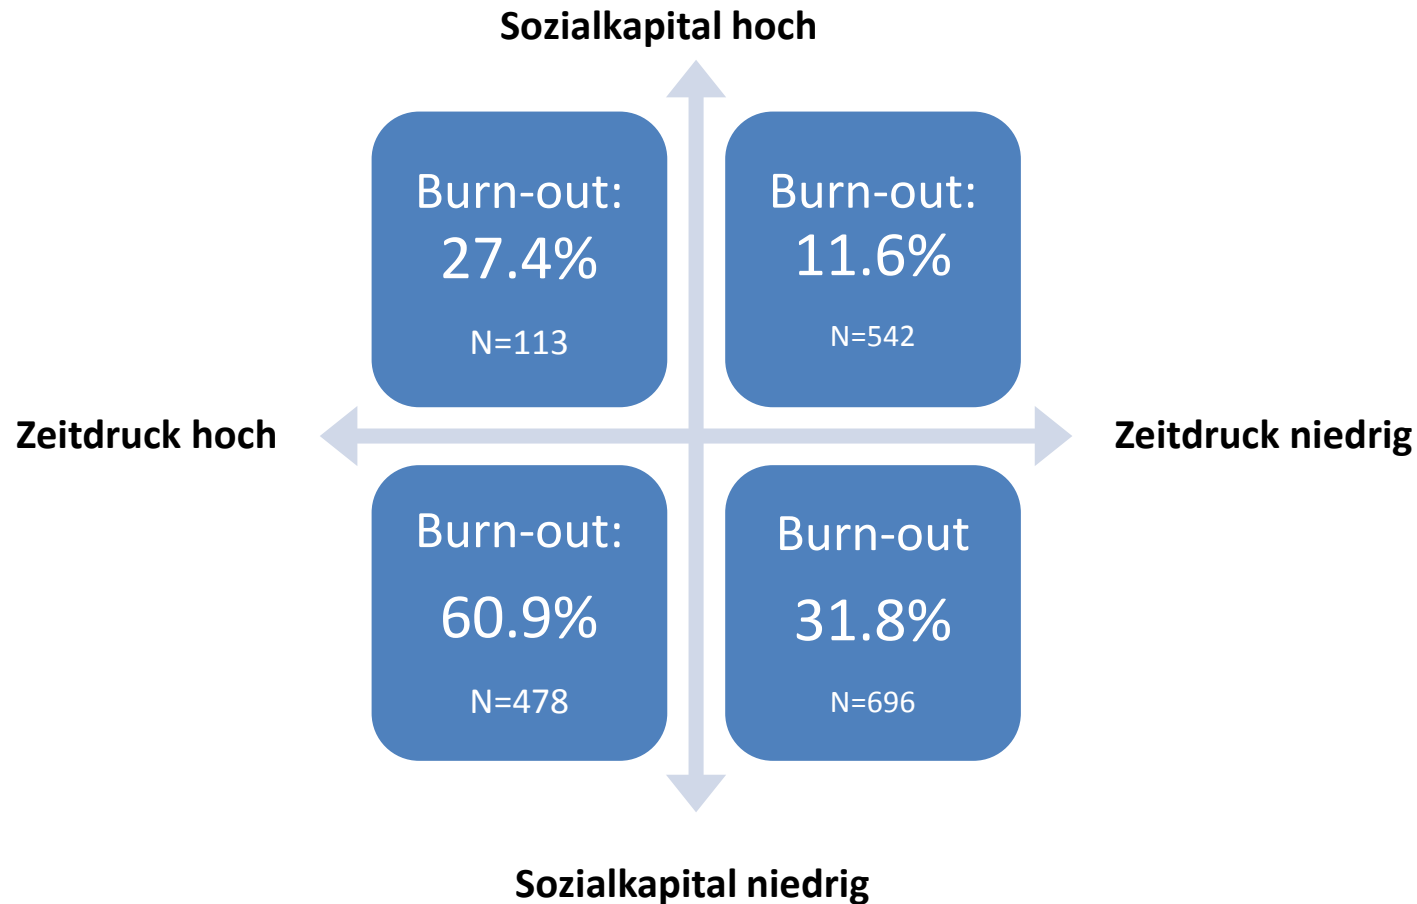 Sozialkapital hoch
Burn-out:
27.4%
N=113
Burn-out:
11.6%
N=542
Zeitdruck hoch
Zeitdruck niedrig
Burn-out:
60.9%
N=478
Burn-out
31.8%
N=696
Sozialkapital niedrig